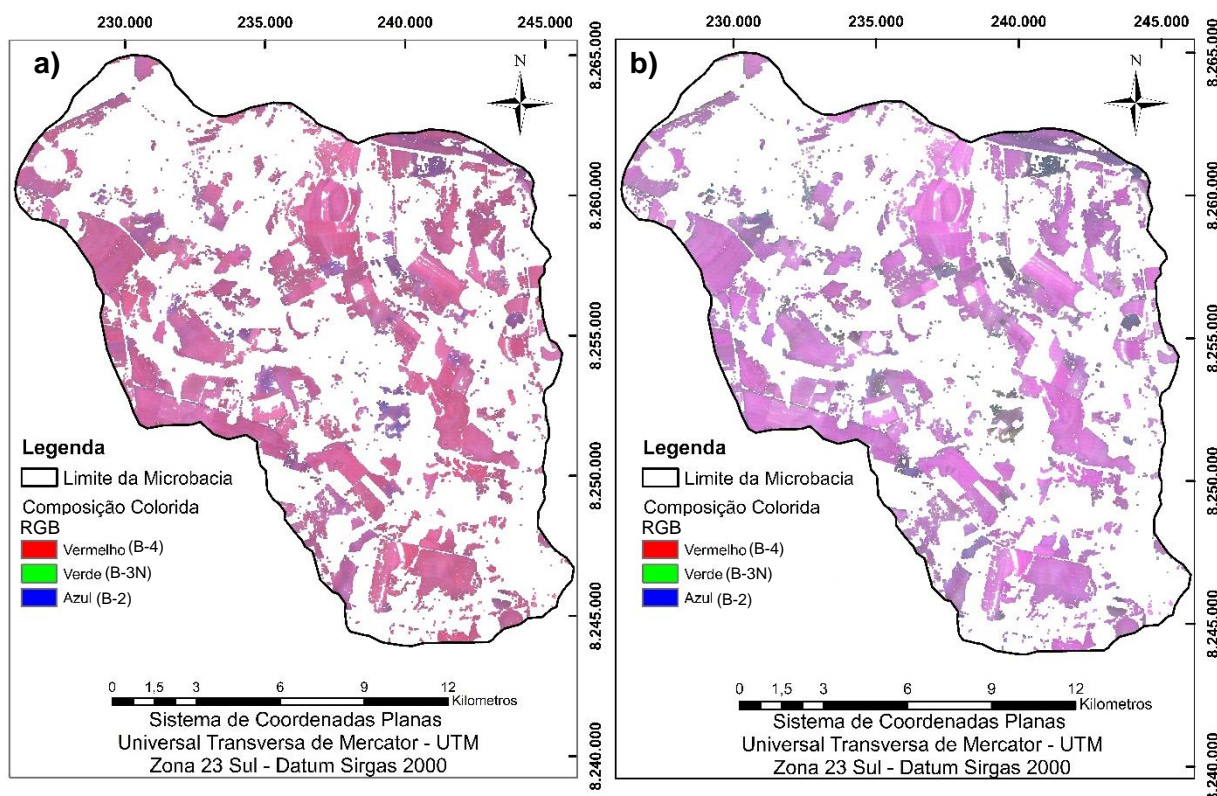 230.000 235.000 240.000 245.000
a)
N
8.265.000
8.260.000
8.255.000
8.250.000
8.245.000
8.240.000
Legenda
Limite da Microbacia
Composição Colorida
RGB
Vermelho (B-4)
Verde (B-3N)
Azul (B-2)
0 1,5 3 6 9 12
Kilometros
Sistema de Coordenadas Planas
Universal Transversa de Mercator - UTM
Zona 23 Sul - Datum Sirgas 2000
230.000 235.000 240.000 245.000
b)
N
8.265.000
8.260.000
8.255.000
8.250.000
8.245.000
8.240.000
Legenda
Limite da Microbacia
Composição Colorida
RGB
Vermelho (B-4)
Verde (B-3N)
Azul (B-2)
0 1,5 3 6 9 12
Kilometros
Sistema de Coordenadas Planas
Universal Transversa de Mercator - UTM
Zona 23 Sul - Datum Sirgas 2000